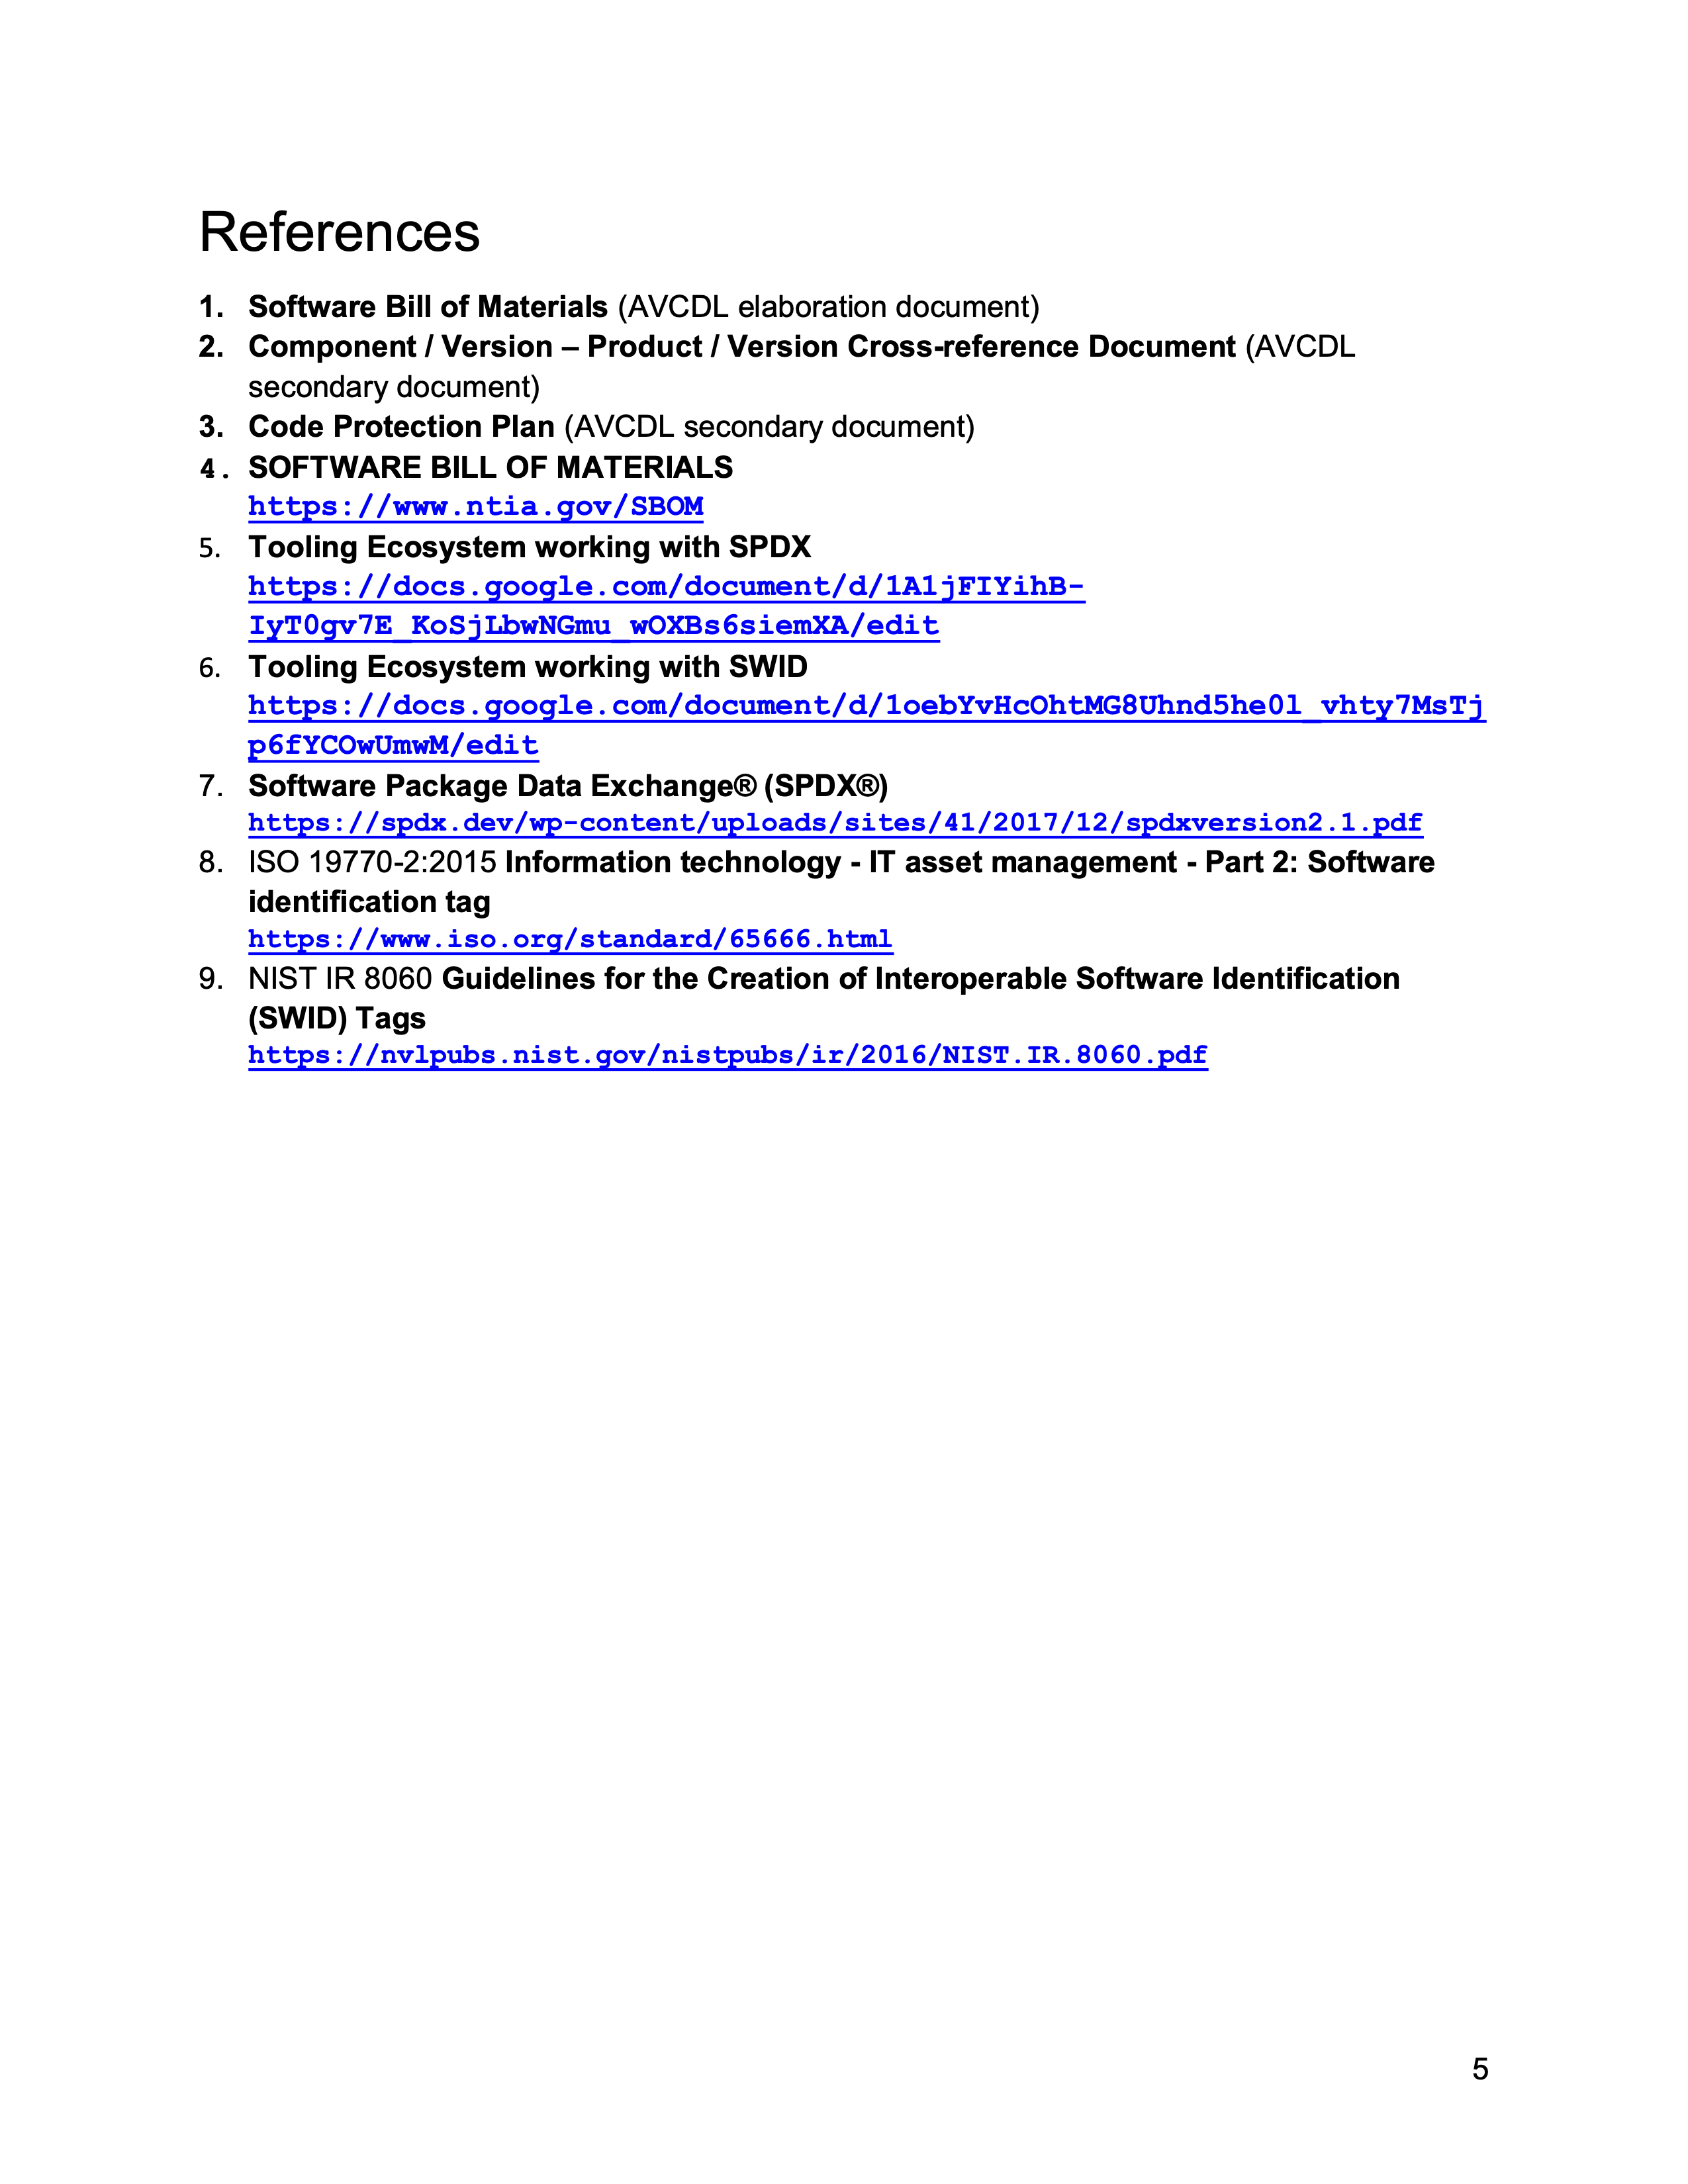 References
1. Software Bill of Materials (AVCDL elaboration document)
2. Component / Version – Product / Version Cross-reference Document (AVCDL
secondary document)
3. Code Protection Plan (AVCDL secondary document)
4. SOFTWARE BILL OF MATERIALS
https://www.ntia.gov/SBOM
5. Tooling Ecosystem working with SPDX
https://docs.google.com/document/d/1A1jFIYihB-
IyT0gv7E_KoSjLbwNGmu_wOXBs6siemXA/edit
6. Tooling Ecosystem working with SWID
https://docs.google.com/document/d/1oebYvHcOhtMG8Uhnd5he0l_vhty7MsTj
p6fYCOwUmwM/edit
7. Software Package Data Exchange® (SPDX®)
https://spdx.dev/wp-content/uploads/sites/41/2017/12/spdxversion2.1.pdf
8. ISO 19770-2:2015 Information technology - IT asset management - Part 2: Software
identification tag
https://www.iso.org/standard/65666.html
9. NIST IR 8060 Guidelines for the Creation of Interoperable Software Identification
(SWID) Tags
https://nvlpubs.nist.gov/nistpubs/ir/2016/NIST.IR.8060.pdf
5